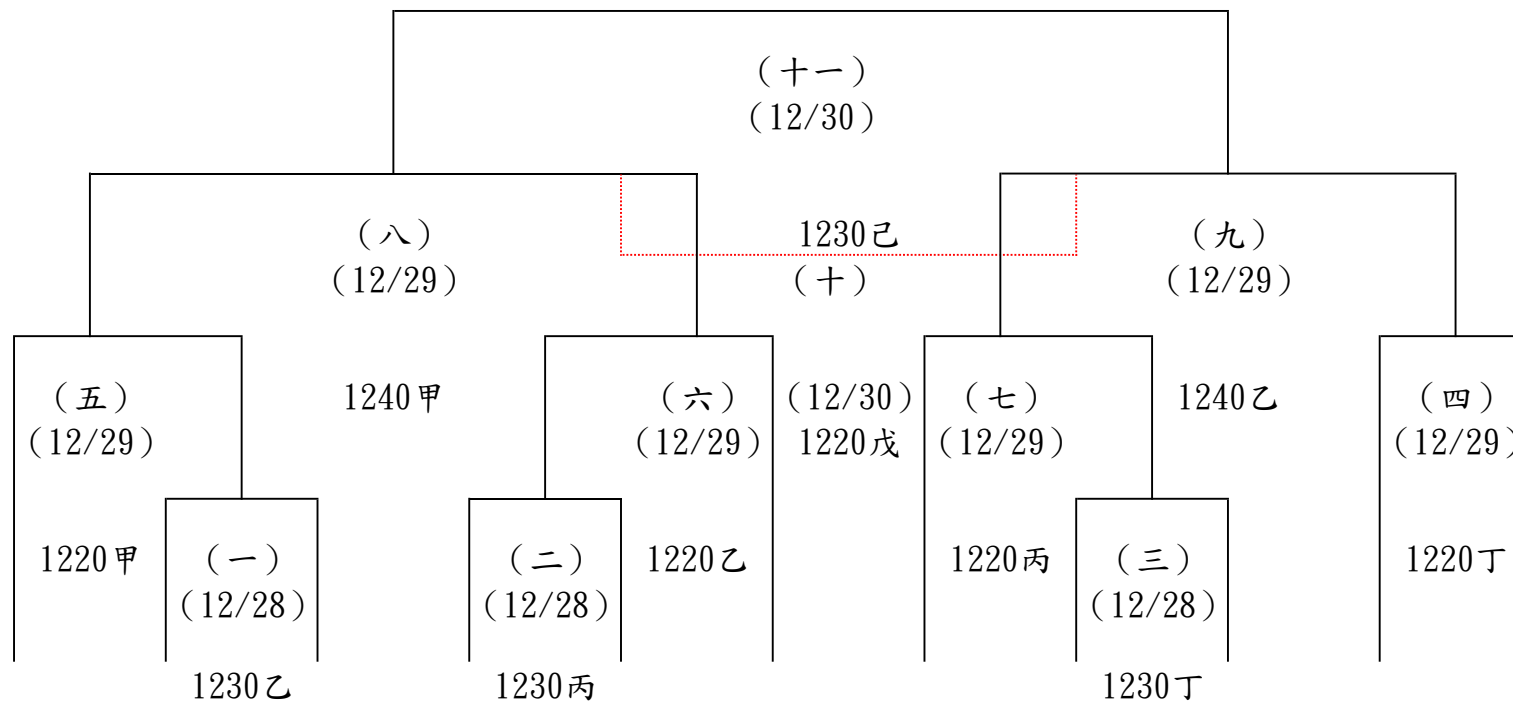 (十一)
(12/30)
(八)
(12/29)
1230己
(十)
(九)
(12/29)
(五)
(12/29)
1240甲
(六)
(12/29)
(12/30)
1220戊
(七)
(12/29)
1240乙
(四)
(12/29)
1220甲
(一)
(12/28)
(二)
(12/28)
1220乙
1220丙
(三)
(12/28)
1220丁
1230乙
1230丙
1230丁